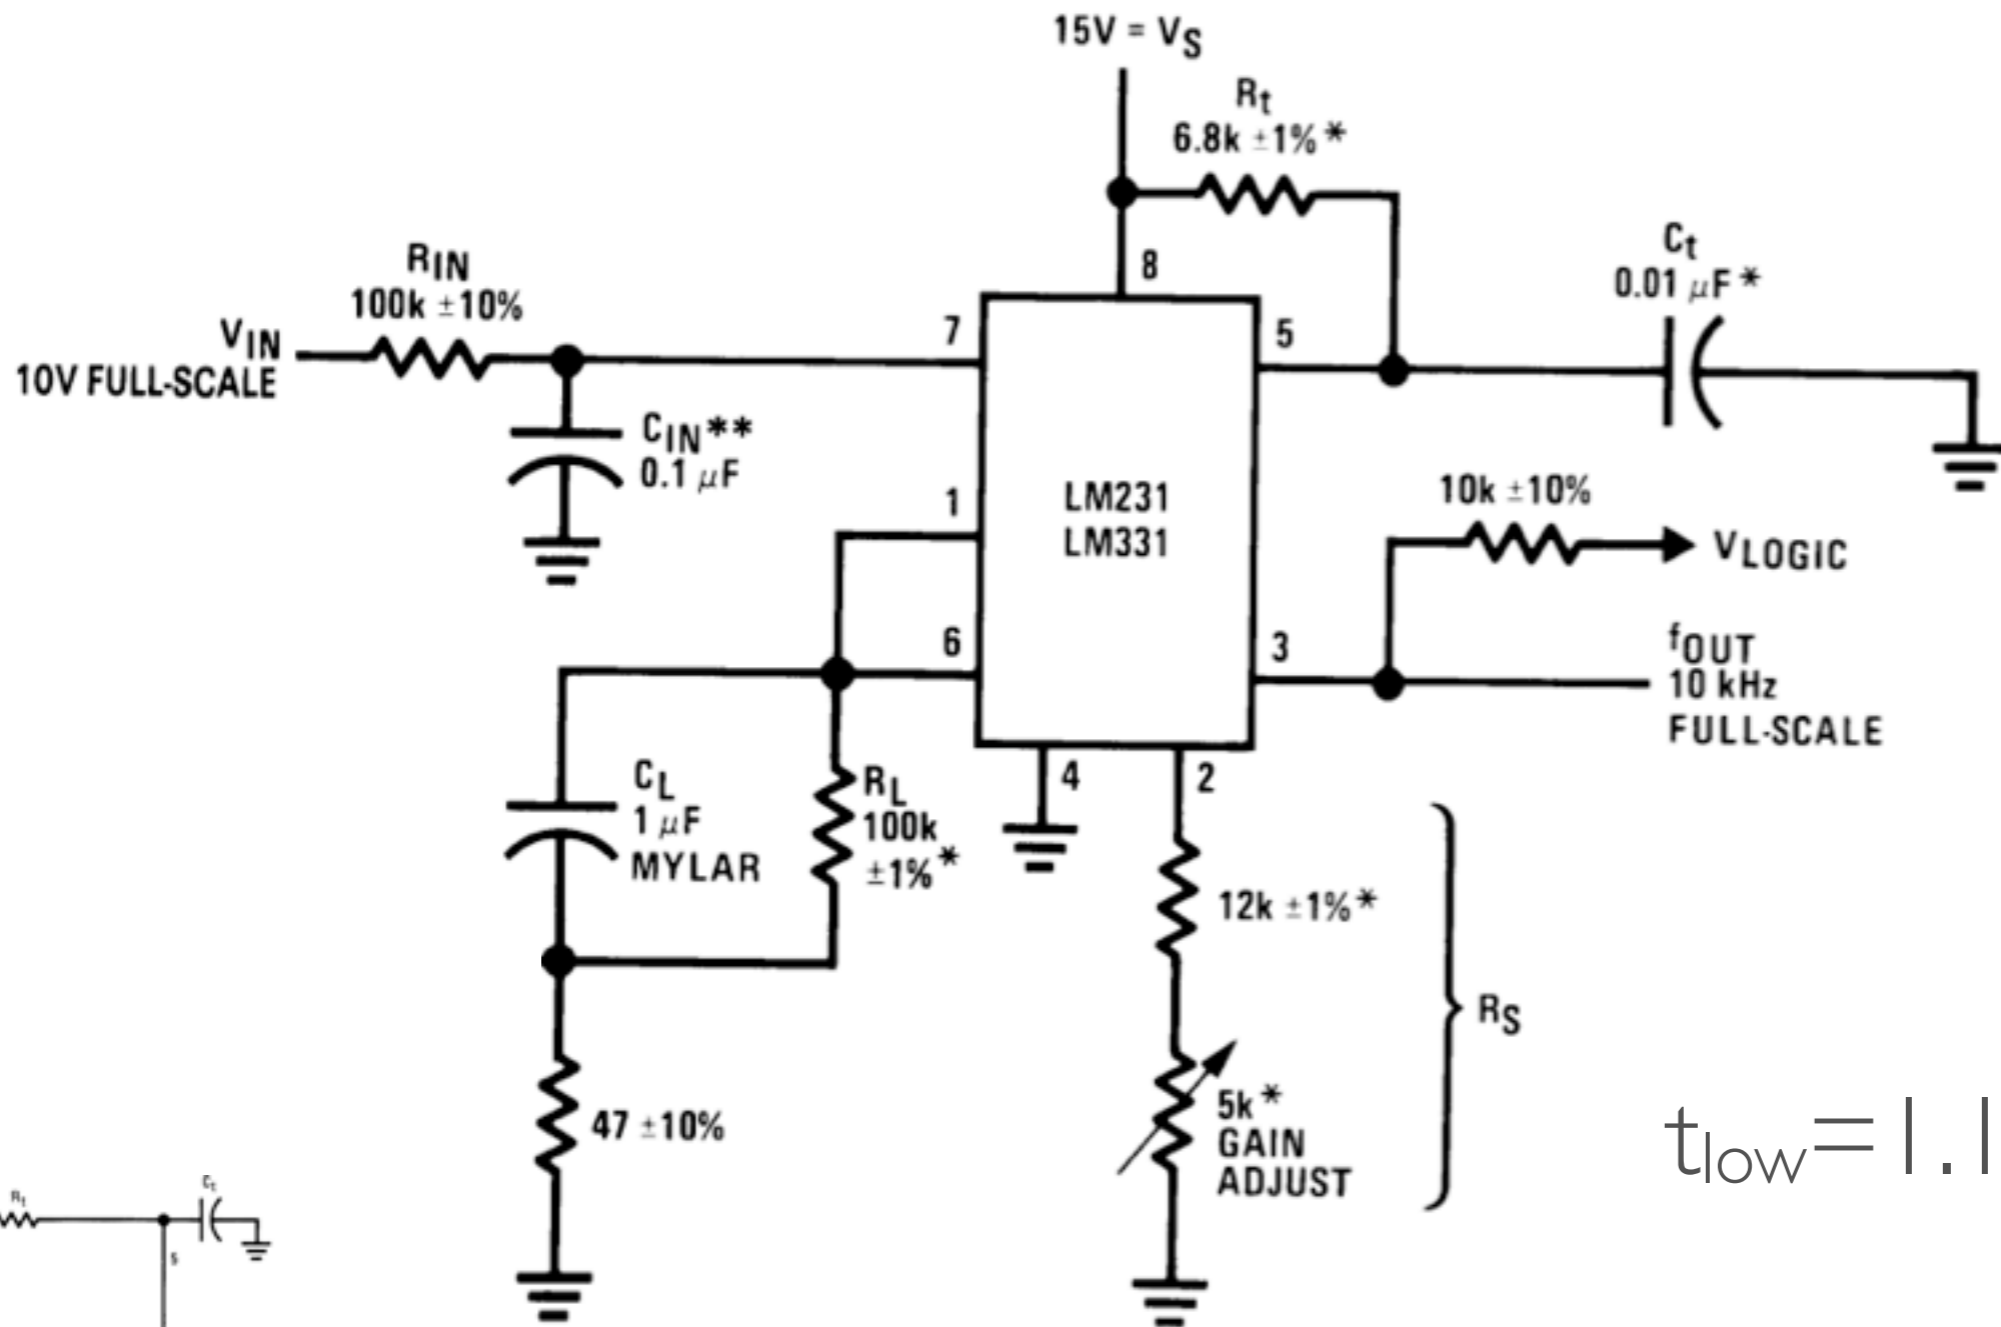 15V = VS
Rt
6.8k ±1% *
RIN
100k ±10%
VIN
10V FULL-SCALE
8
7
5
Ct
0.01 μF *
CIN**
0.1 μF
1
LM231
LM331
10k ±10%
VLOGIC
6
3
fOUT
10 kHz
FULL-SCALE
4
2
CL
1 μF
MYLAR
RL
100k
±1% *
12k ±1% *
RS
5k *
GAIN
ADJUST
47 ±10%
tlow=1.1
Rt
Ct
5